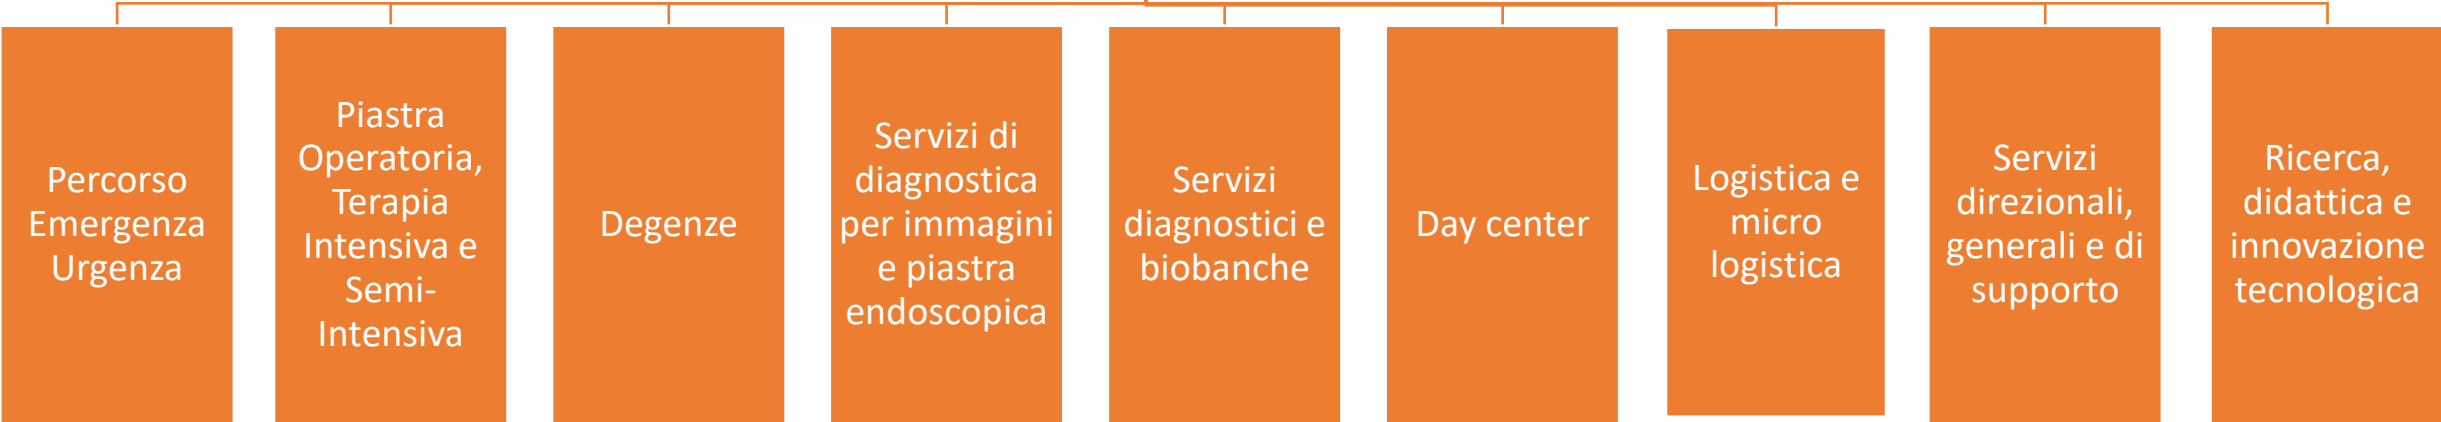 Percorso
Emergenza
Urgenza
Piastra
Operatoria,
Terapia
Intensiva e
Semi-
Intensiva
Degenze
Servizi di
diagnostica
per immagini
e piastra
endoscopica
Servizi
diagnostici e
biobanche
Day center
Logistica e
micro
logistica
Servizi
direzionali,
generali e di
supporto
Ricerca,
didattica e
innovazione
tecnologica